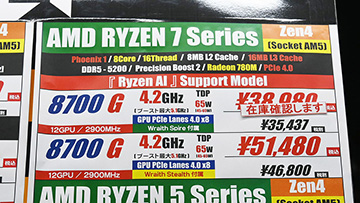 AMD RYZEN 7 Series
Zen4
(Socket AM5)
Phoenix 1 / 8Core / 16Thread / 8MB L2 Cache / 16MB L3 Cache
DDR5 - 5200 / Precision Boost 2 / Radeon 780M / PCIe 4.0
『 Ryzen AI 』 Support Model
8700 G
4.2GHz
TDP
65W
¥38,980
在庫確認します
GPU PCIe Lanes 4.0 x8
12GPU / 2900MHz
Wraith Spire 付属
¥35,437
8700 G
4.2GHz
TDP
65W
¥51,480
GPU PCIe Lanes 4.0 x8
12GPU / 2900MHz
Wraith Stealth 付属
¥46,800
AMD RYZEN 5 Series
Zen4
(Socket AM5)